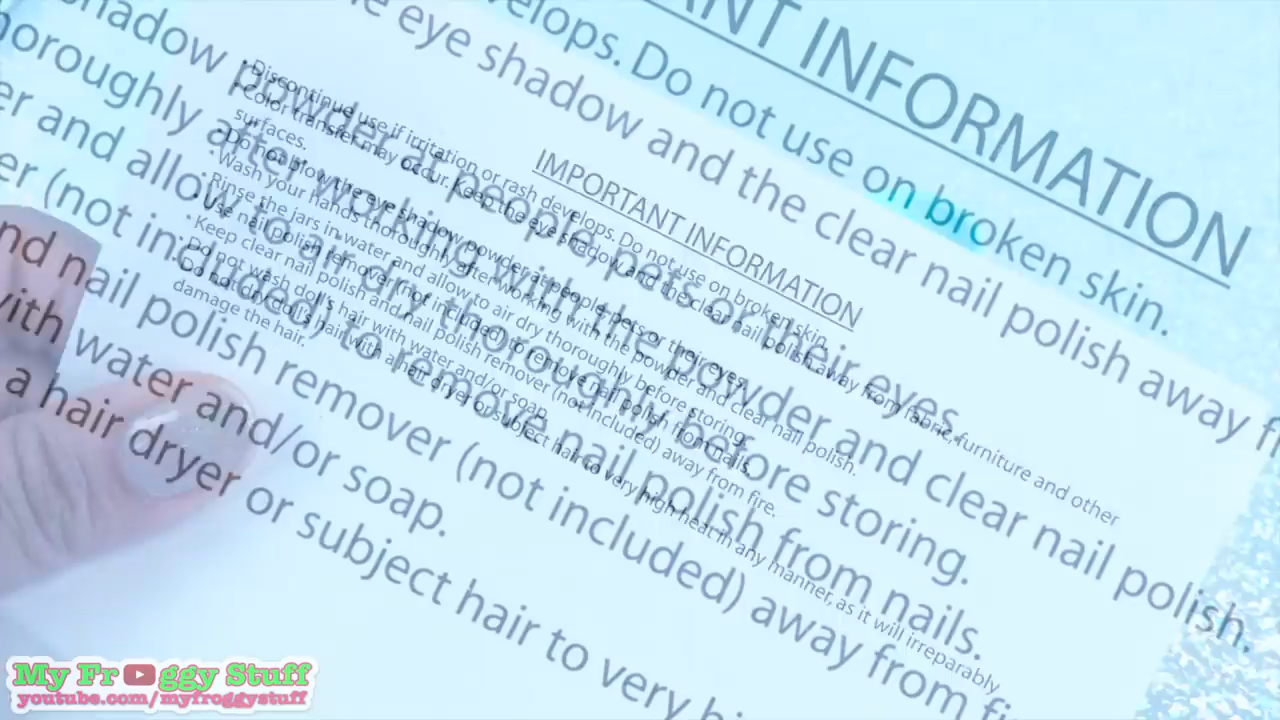 ANT INFORMATION
velops. Do not use on broken skin.
e eye shadow and the clear nail polish away f
shadow powder at people, pets or their eyes.
horoughly after working with the powder and clear nail polish.
er and allow to air dry thoroughly before storing.
er (not included) to remove nail polish from nails.
nd nail polish remover (not included) away from fi
with water and/or soap.
a hair dryer or subject hair to very hi
IMPORTANT INFORMATION
• Discontinue use if irritation or rash develops. Do not use on broken skin.
• Color transfer may occur. Keep the eye shadow and the clear nail polish away from fabric, furniture and other
surfaces.
• Do not blow the eye shadow powder at people, pets or their eyes.
• Wash your hands thoroughly after working with the powder and clear nail polish.
• Rinse the jars in water and allow to air dry thoroughly before storing.
• Use nail polish remover (not included) to remove nail polish from nails.
• Keep clear nail polish and nail polish remover (not included) away from fire.
• Do not wash doll's hair with water and/or soap.
• Do not dry doll's hair with a hair dryer or subject hair to very high heat in any manner, as it will irreparably
damage the hair.
My Froggy Stuff
youtube.com/myfroggystuff